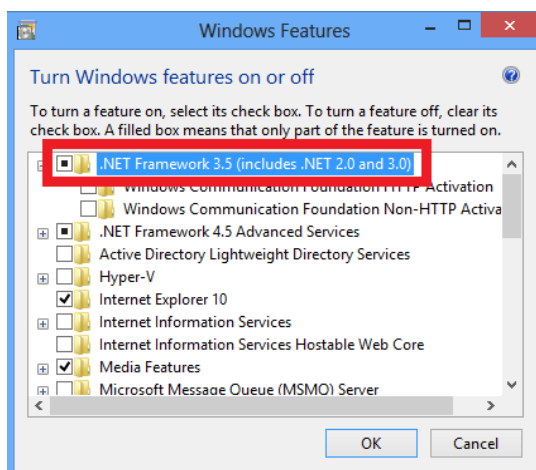 Windows Features
Turn Windows features on or off
To turn a feature on, select its check box. To turn a feature off, clear its
check box. A filled box means that only part of the feature is turned on.
.NET Framework 3.5 (includes .NET 2.0 and 3.0)
Windows Communication Foundation HTTP Activation
Windows Communication Foundation Non-HTTP Activa
.NET Framework 4.5 Advanced Services
Active Directory Lightweight Directory Services
Hyper-V
Internet Explorer 10
Internet Information Services
Internet Information Services Hostable Web Core
Media Features
Microsoft Message Queue (MSMQ) Server
OK
Cancel